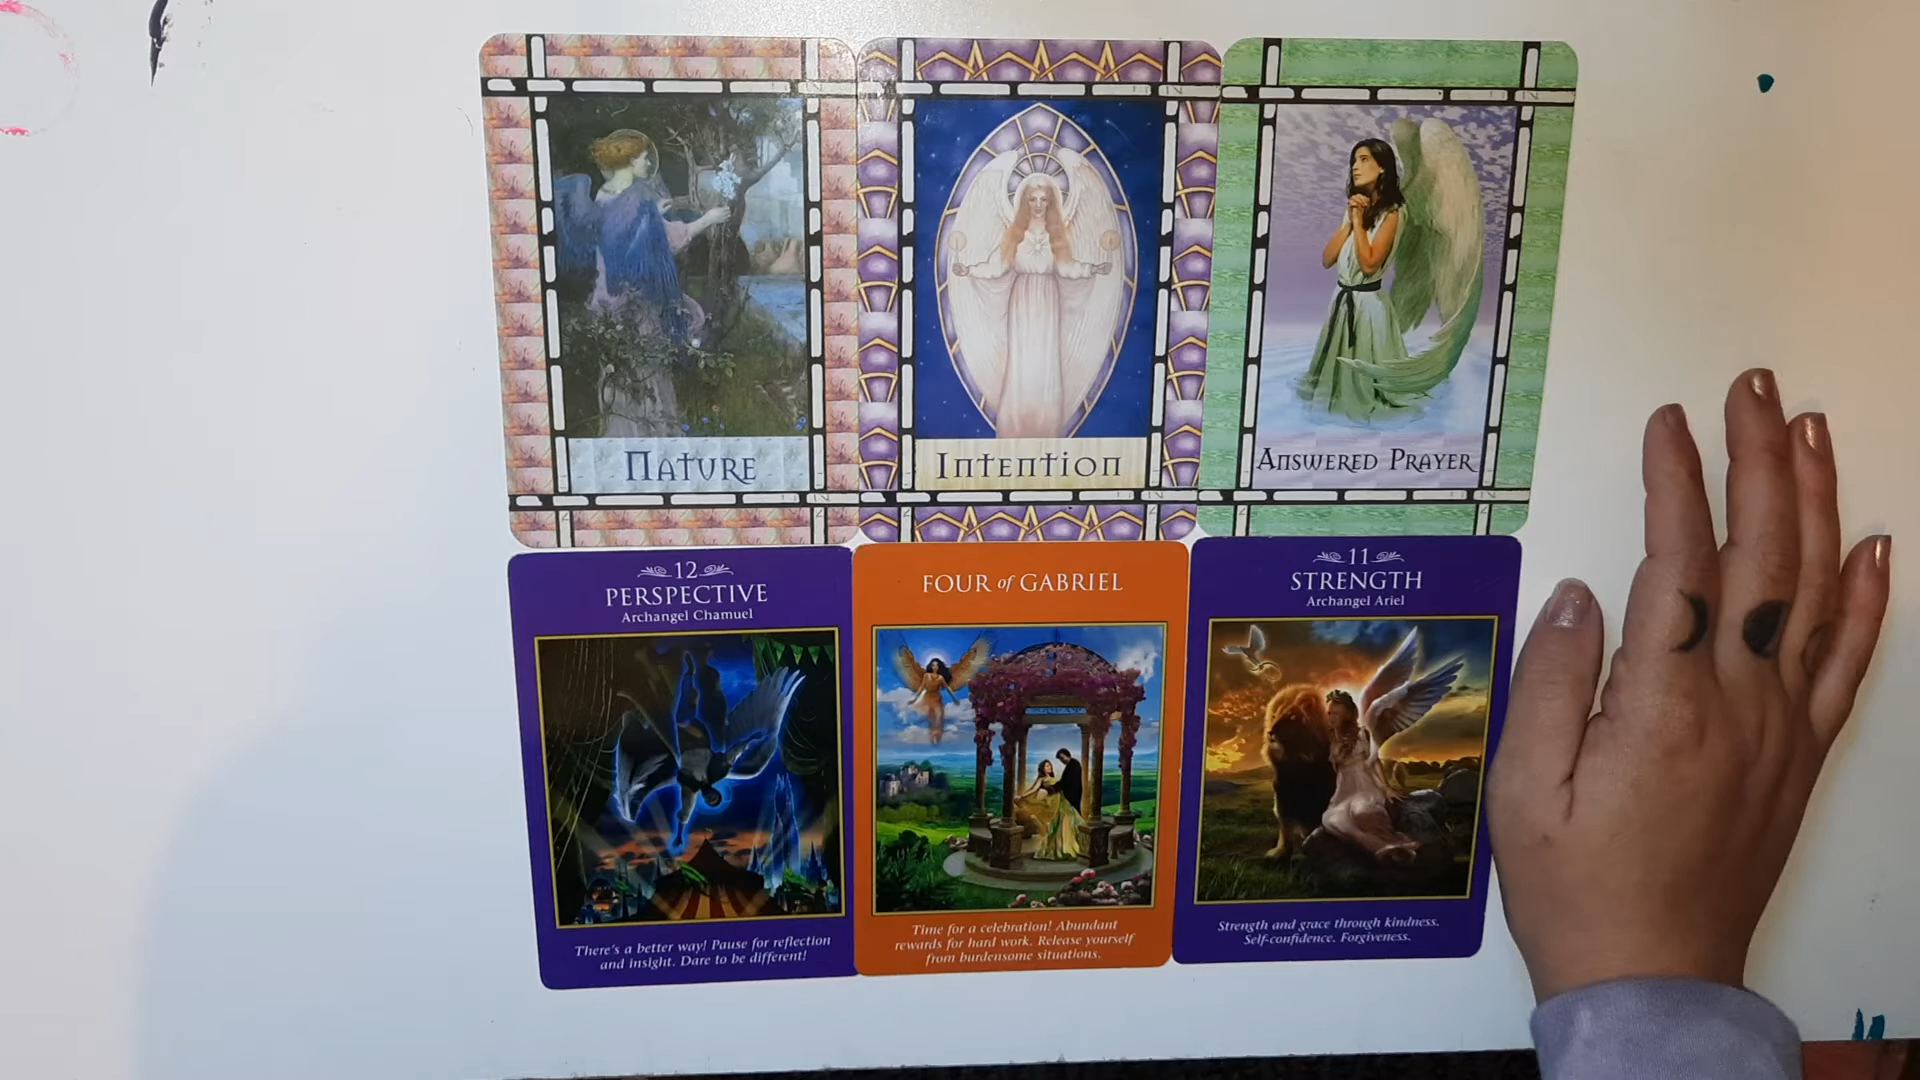 NATURE
INTENTION
ANSWERED PRAYER
12
PERSPECTIVE
Archangel Chamuel
There's a better way! Pause for reflection
and insight. Dare to be different!
FOUR of GABRIEL
Time for a celebration! Abundant
rewards for hard work. Release yourself
from burdensome situations.
11
STRENGTH
Archangel Ariel
Strength and grace through kindness.
Self-confidence. Forgiveness.